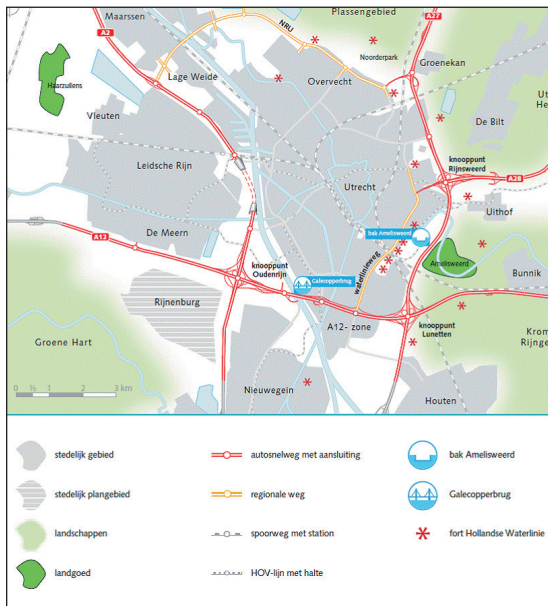 Maarssen
Plassengebied
A2
NRU
A27
Noorderpark
Groenekan
Lage Weide
Overvecht
Haarzuilens
Vleuten
De Bilt
Leidsche Rijn
knooppunt
Rijnsweerd
A28
Utrecht
Uithof
De Meern
A12
bak Amelisweerd
Amelisweerd
Bunnik
knooppunt
Oudenrijn
Galecopperbrug
waterlinieweg
Rijnenburg
A12- zone
knooppunt
Lunetten
Groene Hart
Nieuwegein
Houten
0 ½ 1 2 3 km
stedelijk gebied
autosnelweg met aansluiting
bak Amelisweerd
stedelijk plangebied
regionale weg
Galecopperbrug
landschappen
spoorweg met station
fort Hollandse Waterlinie
landgoed
HOV-lijn met halte